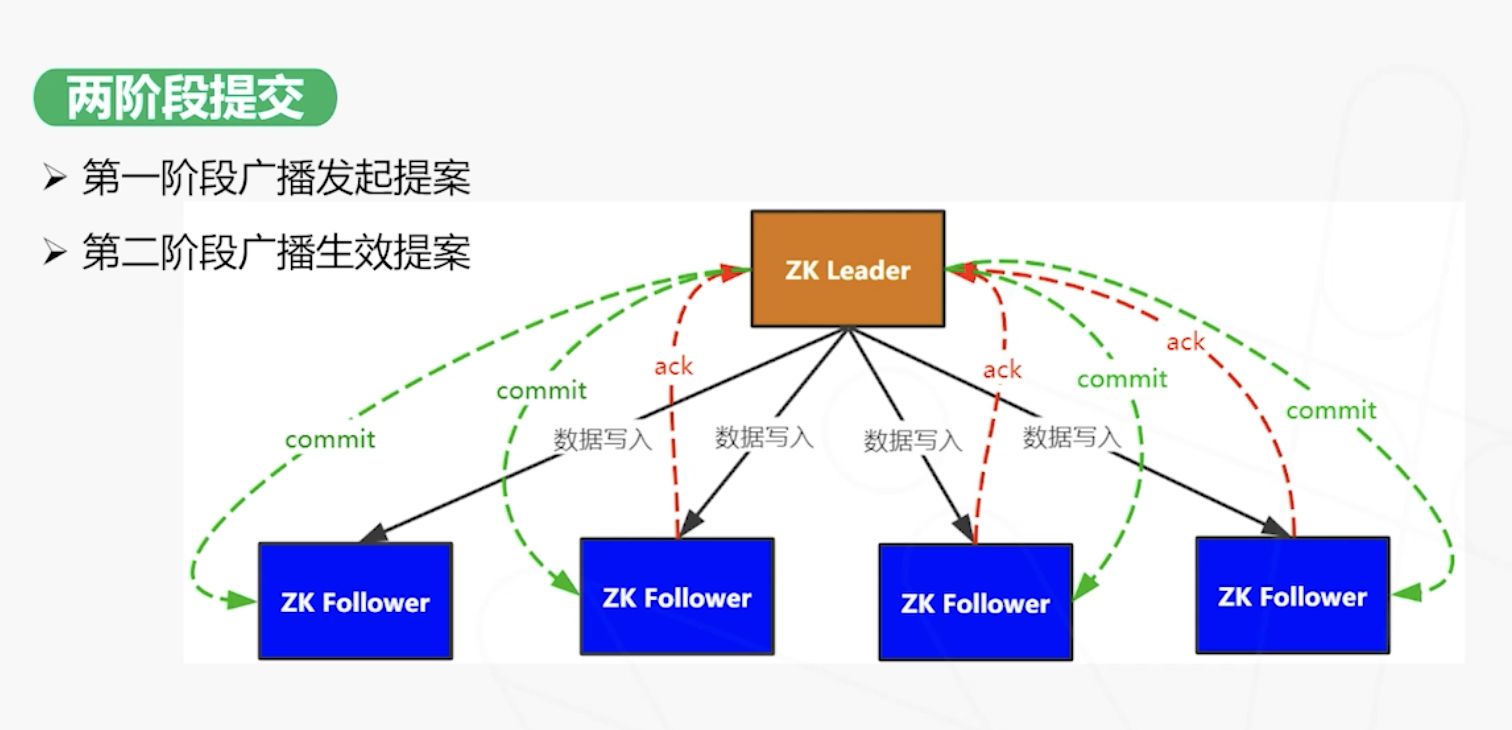 两阶段提交
第一阶段广播发起提案
第二阶段广播生效提案
ZK Leader
ack
ack
ack
commit
commit
commit
commit
数据写入
数据写入
数据写入
数据写入
ZK Follower
ZK Follower
ZK Follower
ZK Follower